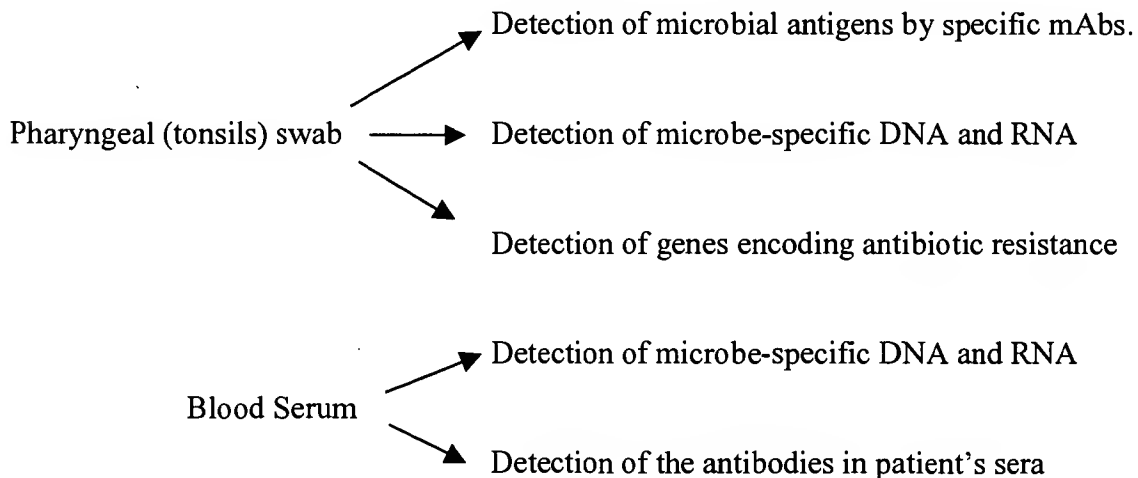 Detection of microbial antigens by specific mAbs.
Pharyngeal (tonsils) swab
Detection of microbe-specific DNA and RNA
Detection of genes encoding antibiotic resistance
Detection of microbe-specific DNA and RNA
Blood Serum
Detection of the antibodies in patient's sera